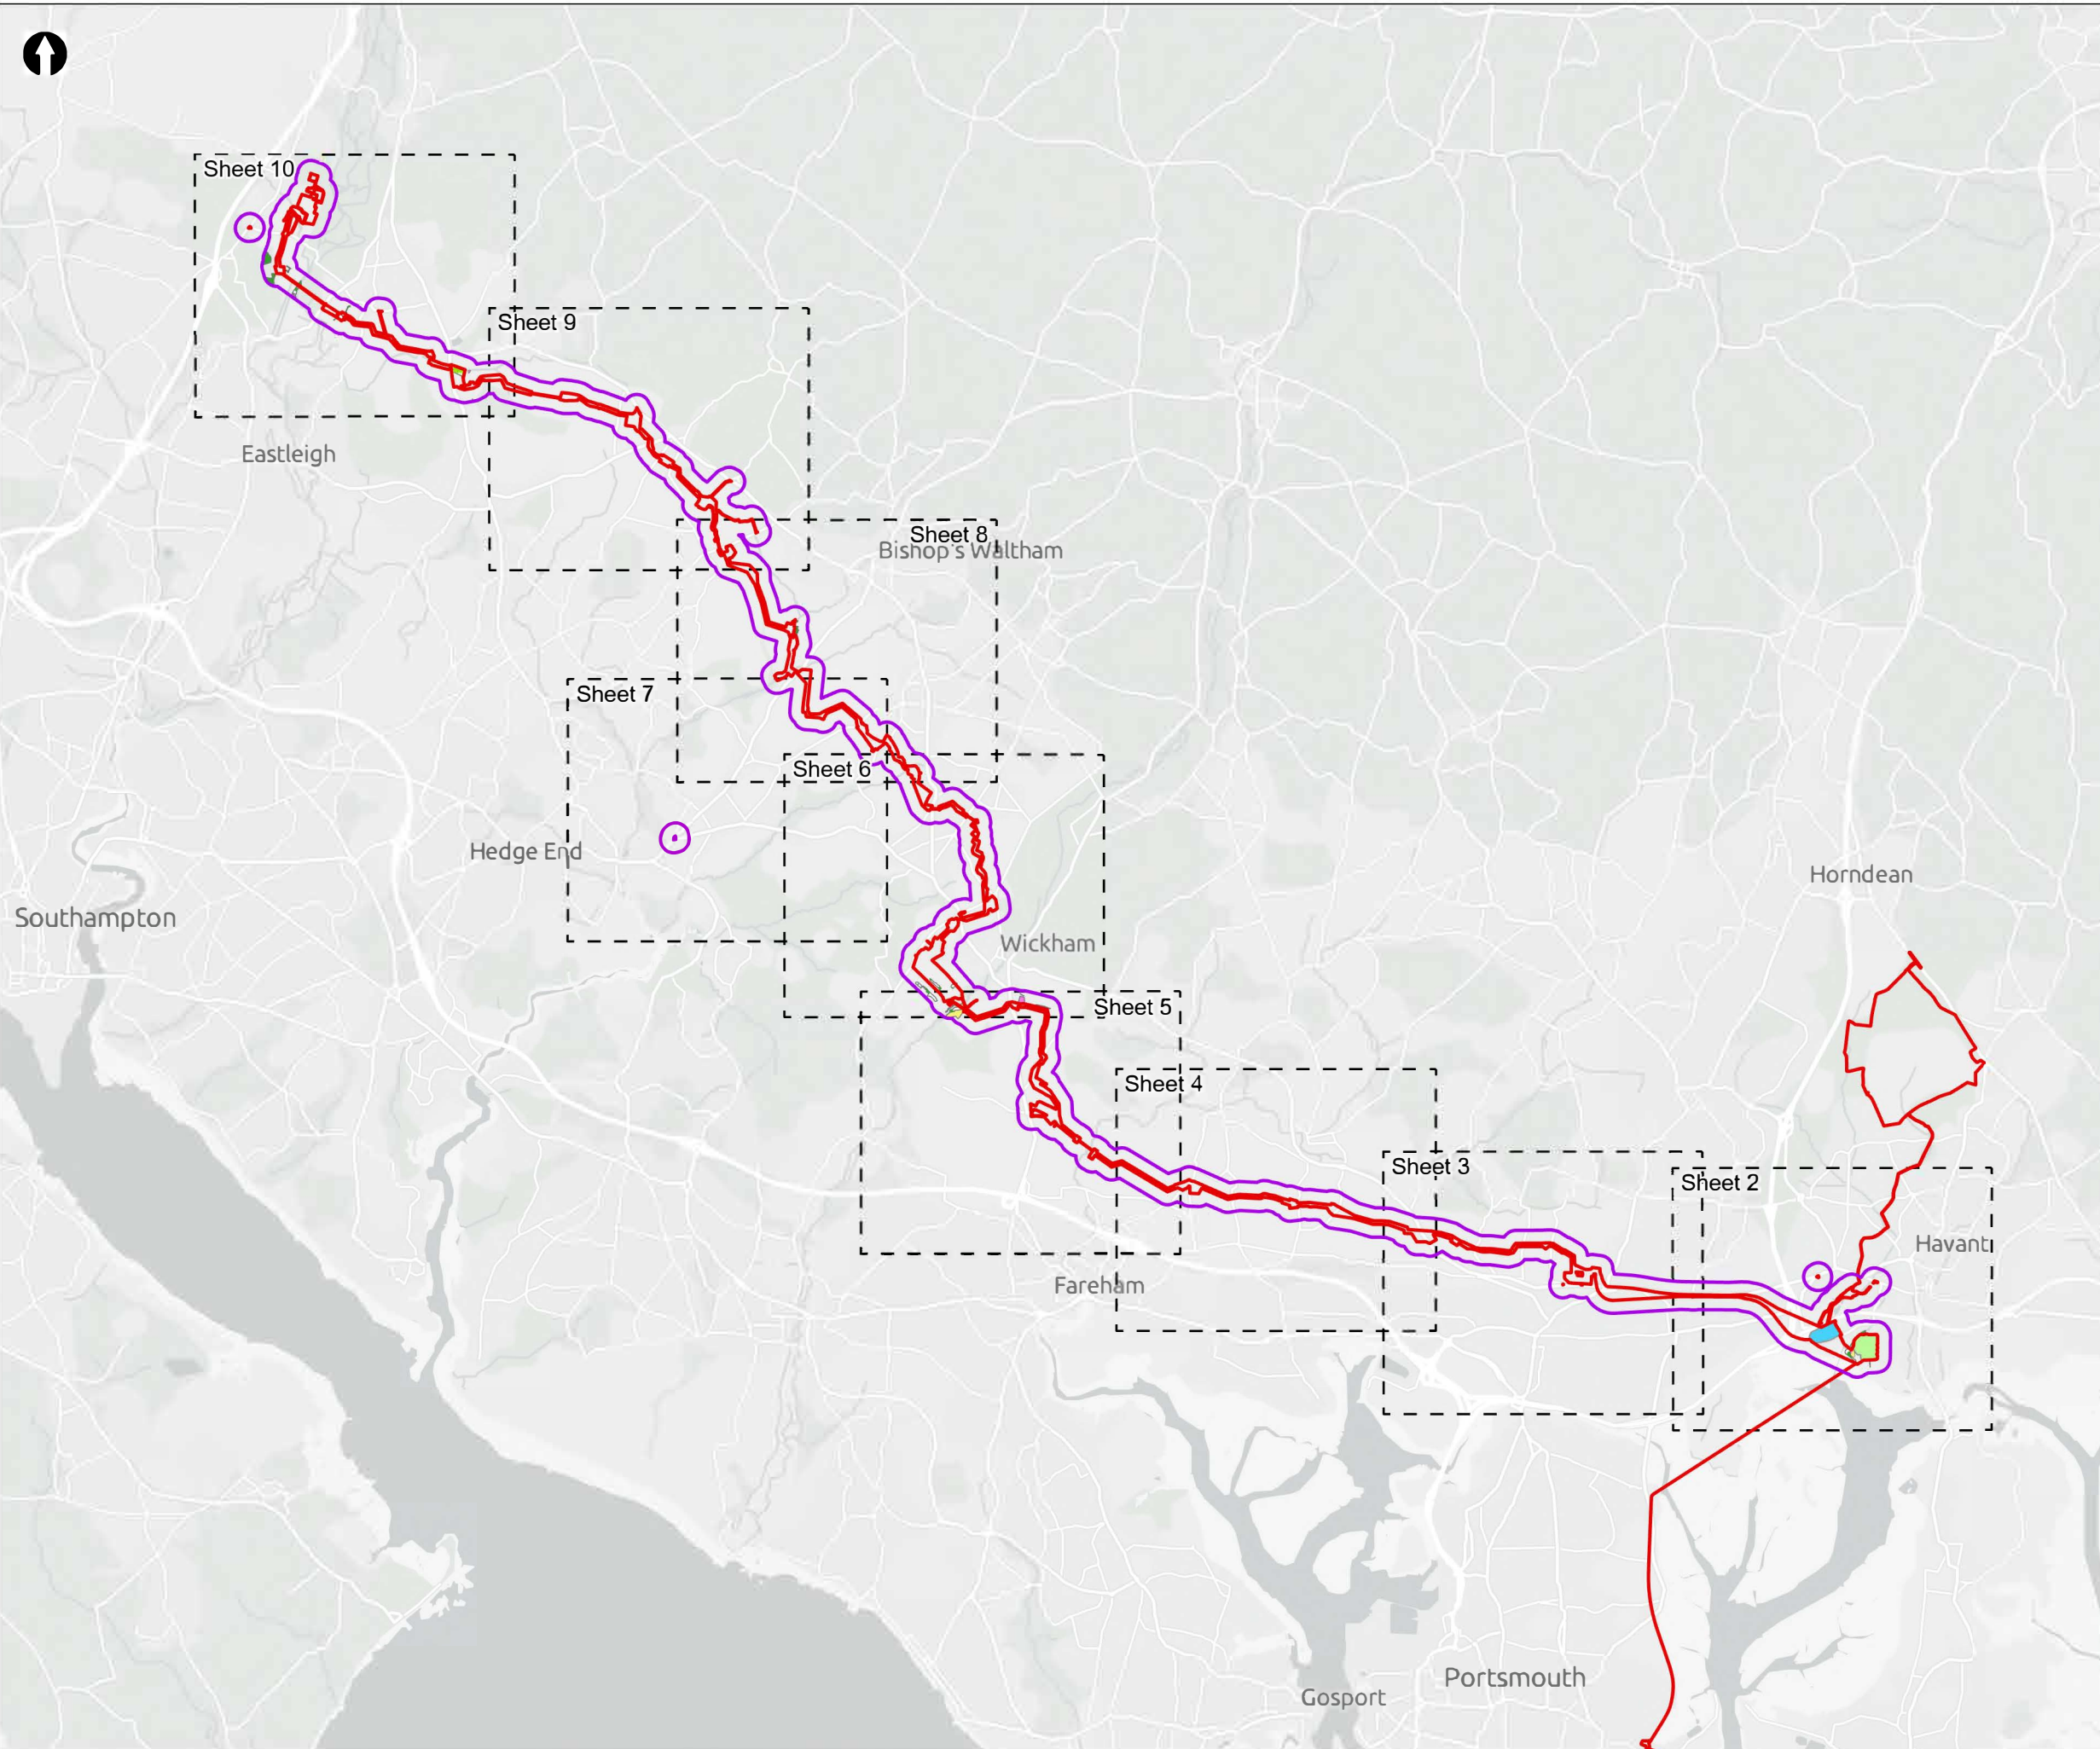 Sheet 10
Sheet 9
Eastleigh
Sheet 8
Bishop's Waltham
Sheet 7
Sheet 6
Hedge End
Horndean
Southampton
Wickham
Sheet 5
Sheet 4
Sheet 3
Sheet 2
Havant
Fareham
Portsmouth
Gosport